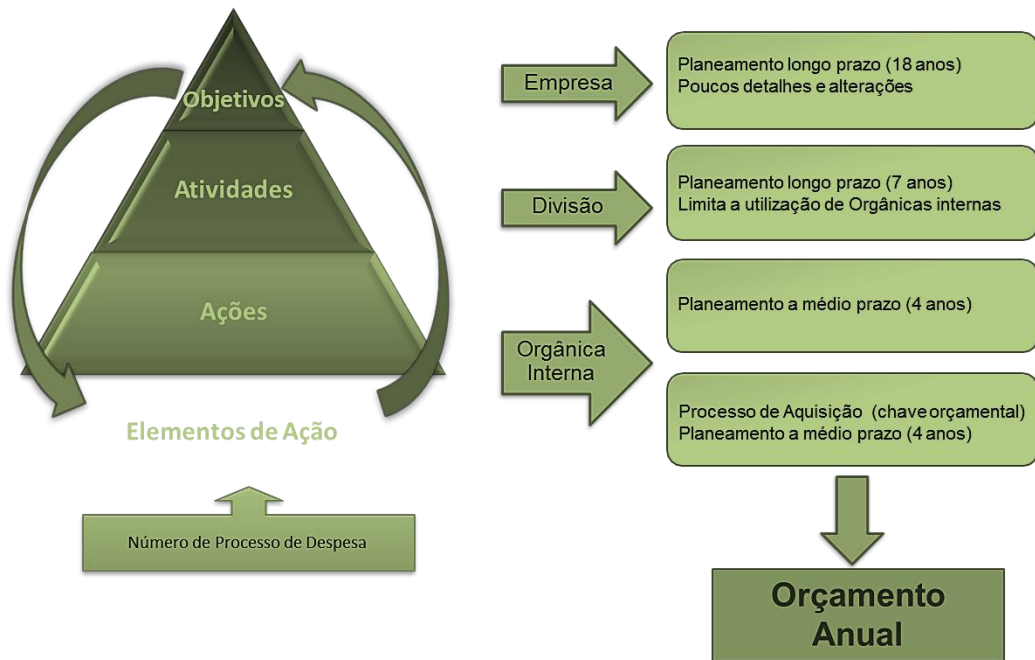 Objetivos
Atividades
Ações
Elementos de Ação
Número de Processo de Despesa
Empresa
Planeamento longo prazo (18 anos)
Poucos detalhes e alterações
Divisão
Planeamento longo prazo (7 anos)
Limita a utilização de Orgânicas internas
Orgânica
Interna
Planeamento a médio prazo (4 anos)
Processo de Aquisição (chave orçamental)
Planeamento a médio prazo (4 anos)
Orçamento
Anual